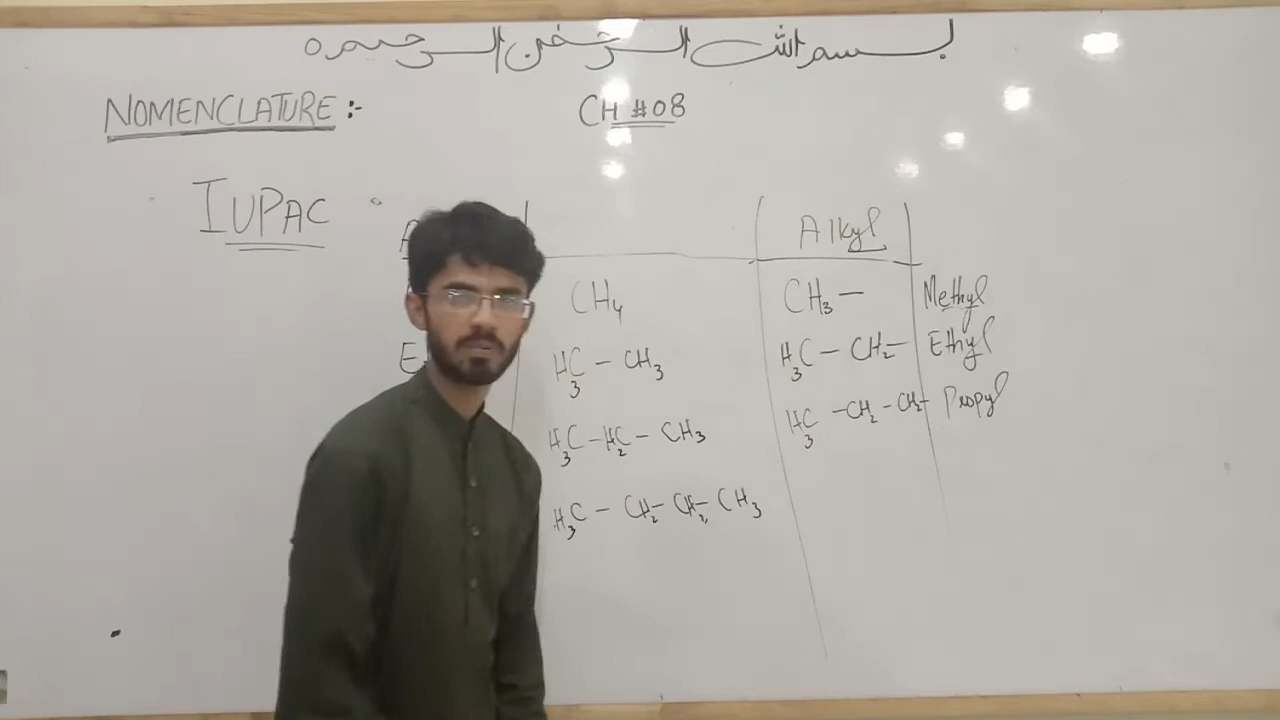 بسم الله الرحمن الرحیم
NOMENCLATURE :- CH #08
IUPAC
Alkyl
CH₄ CH₃— Methyl
H₃C — CH₃ H₃C — CH₂— Ethyl
H₃C — H₂C — CH₃ H₃C —CH₂ —CH₂— Propyl
H₃C — CH₂— CH₂— CH₃